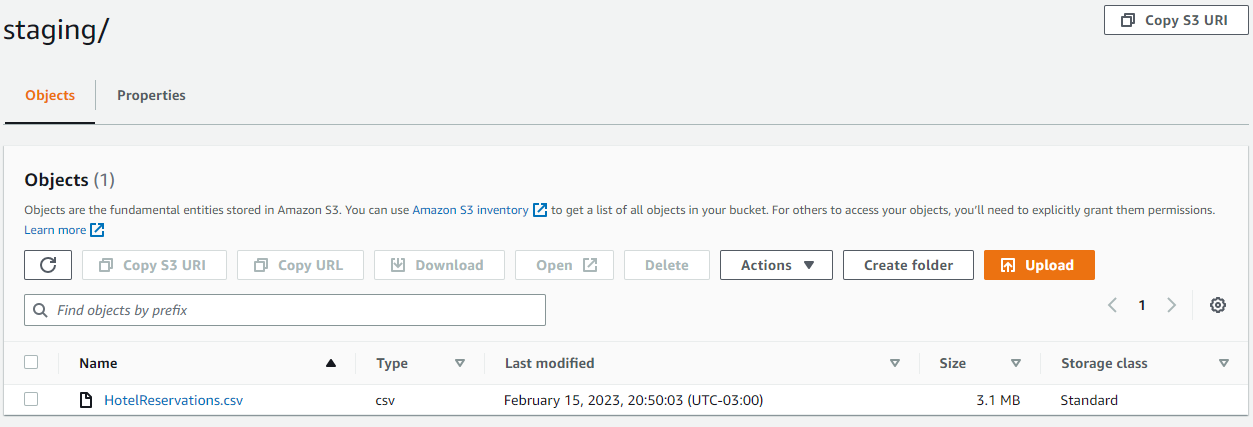 staging/
Copy S3 URI
Objects
Properties
Objects (1)
Objects are the fundamental entities stored in Amazon S3. You can use Amazon S3 inventory to get a list of all objects in your bucket. For others to access your objects, you'll need to explicitly grant them permissions.
Learn more
Copy S3 URI
Copy URL
Download
Open
Delete
Actions
Create folder
Upload
Find objects by prefix
1
Name Type Last modified Size Storage class
HotelReservations.csv csv February 15, 2023, 20:50:03 (UTC-03:00) 3.1 MB Standard